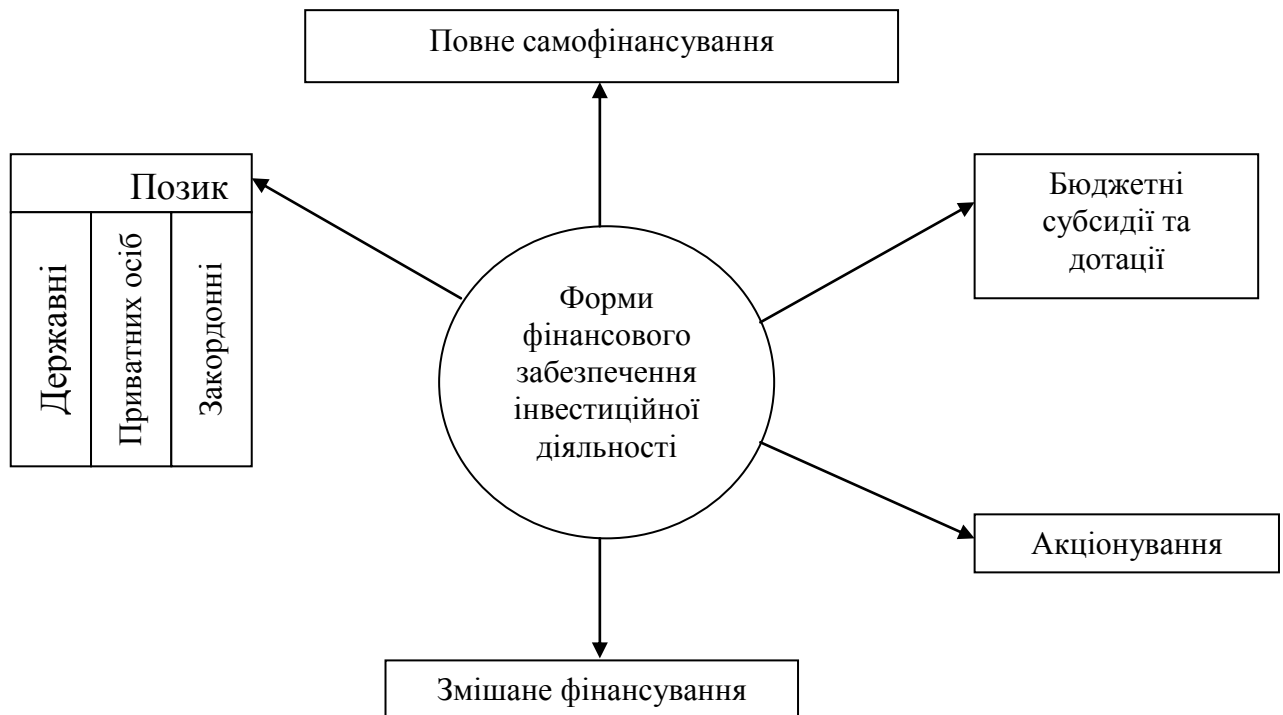 Повне самофінансування
Позик
Державні
Приватних осіб
Закордонні
Бюджетні
субсидії та
дотації
Форми
фінансового
забезпечення
інвестиційної
діяльності
Акціонування
Змішане фінансування